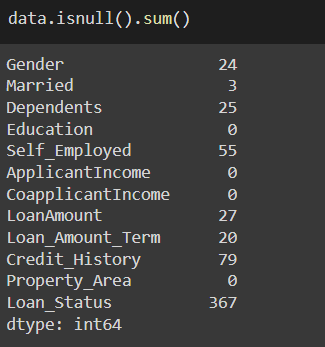 data.isnull().sum()
Gender 24
Married 3
Dependents 25
Education 0
Self_Employed 55
ApplicantIncome 0
CoapplicantIncome 0
LoanAmount 27
Loan_Amount_Term 20
Credit_History 79
Property_Area 0
Loan_Status 367
dtype: int64